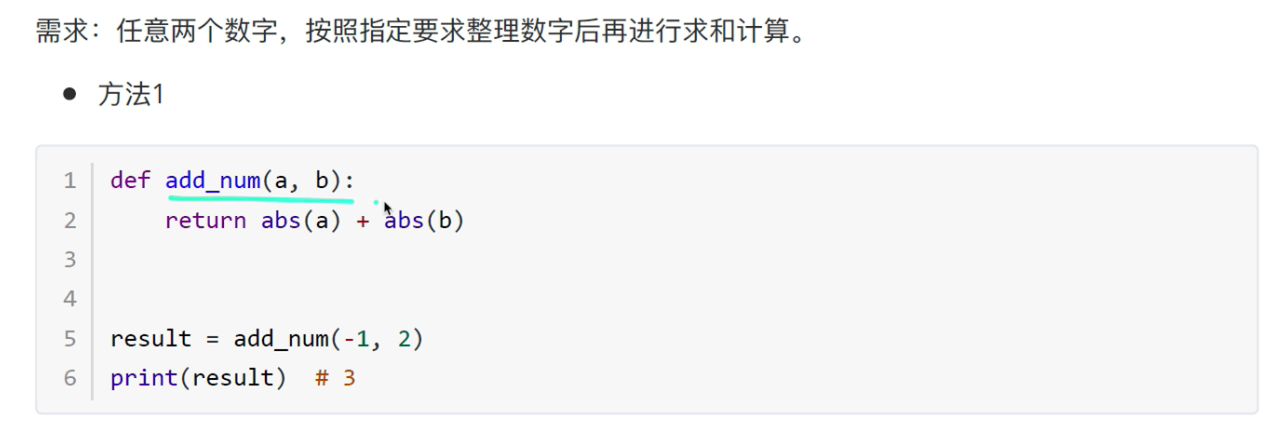 需求：任意两个数字，按照指定要求整理数字后再进行求和计算。
方法1
1 def add_num(a, b):
2     return abs(a) + abs(b)
3
4
5 result = add_num(-1, 2)
6 print(result)  # 3